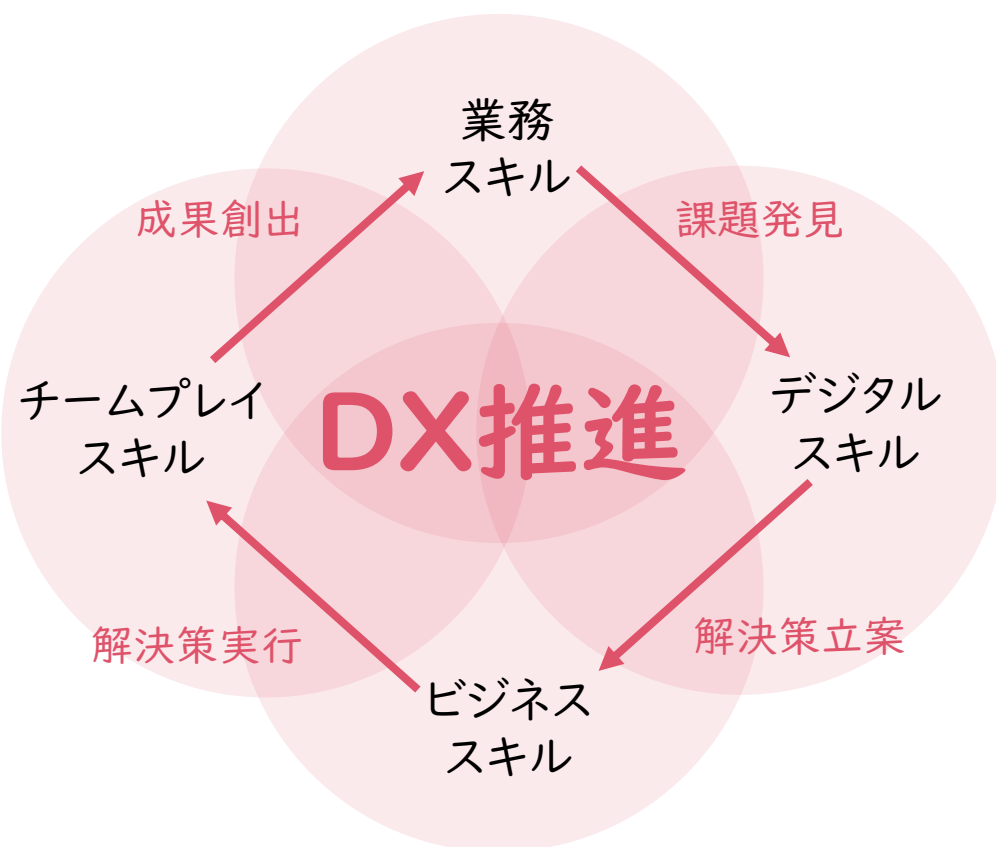 業務
スキル
成果創出
課題発見
チームプレイ
スキル
DX推進
デジタル
スキル
解決策実行
解決策立案
ビジネス
スキル